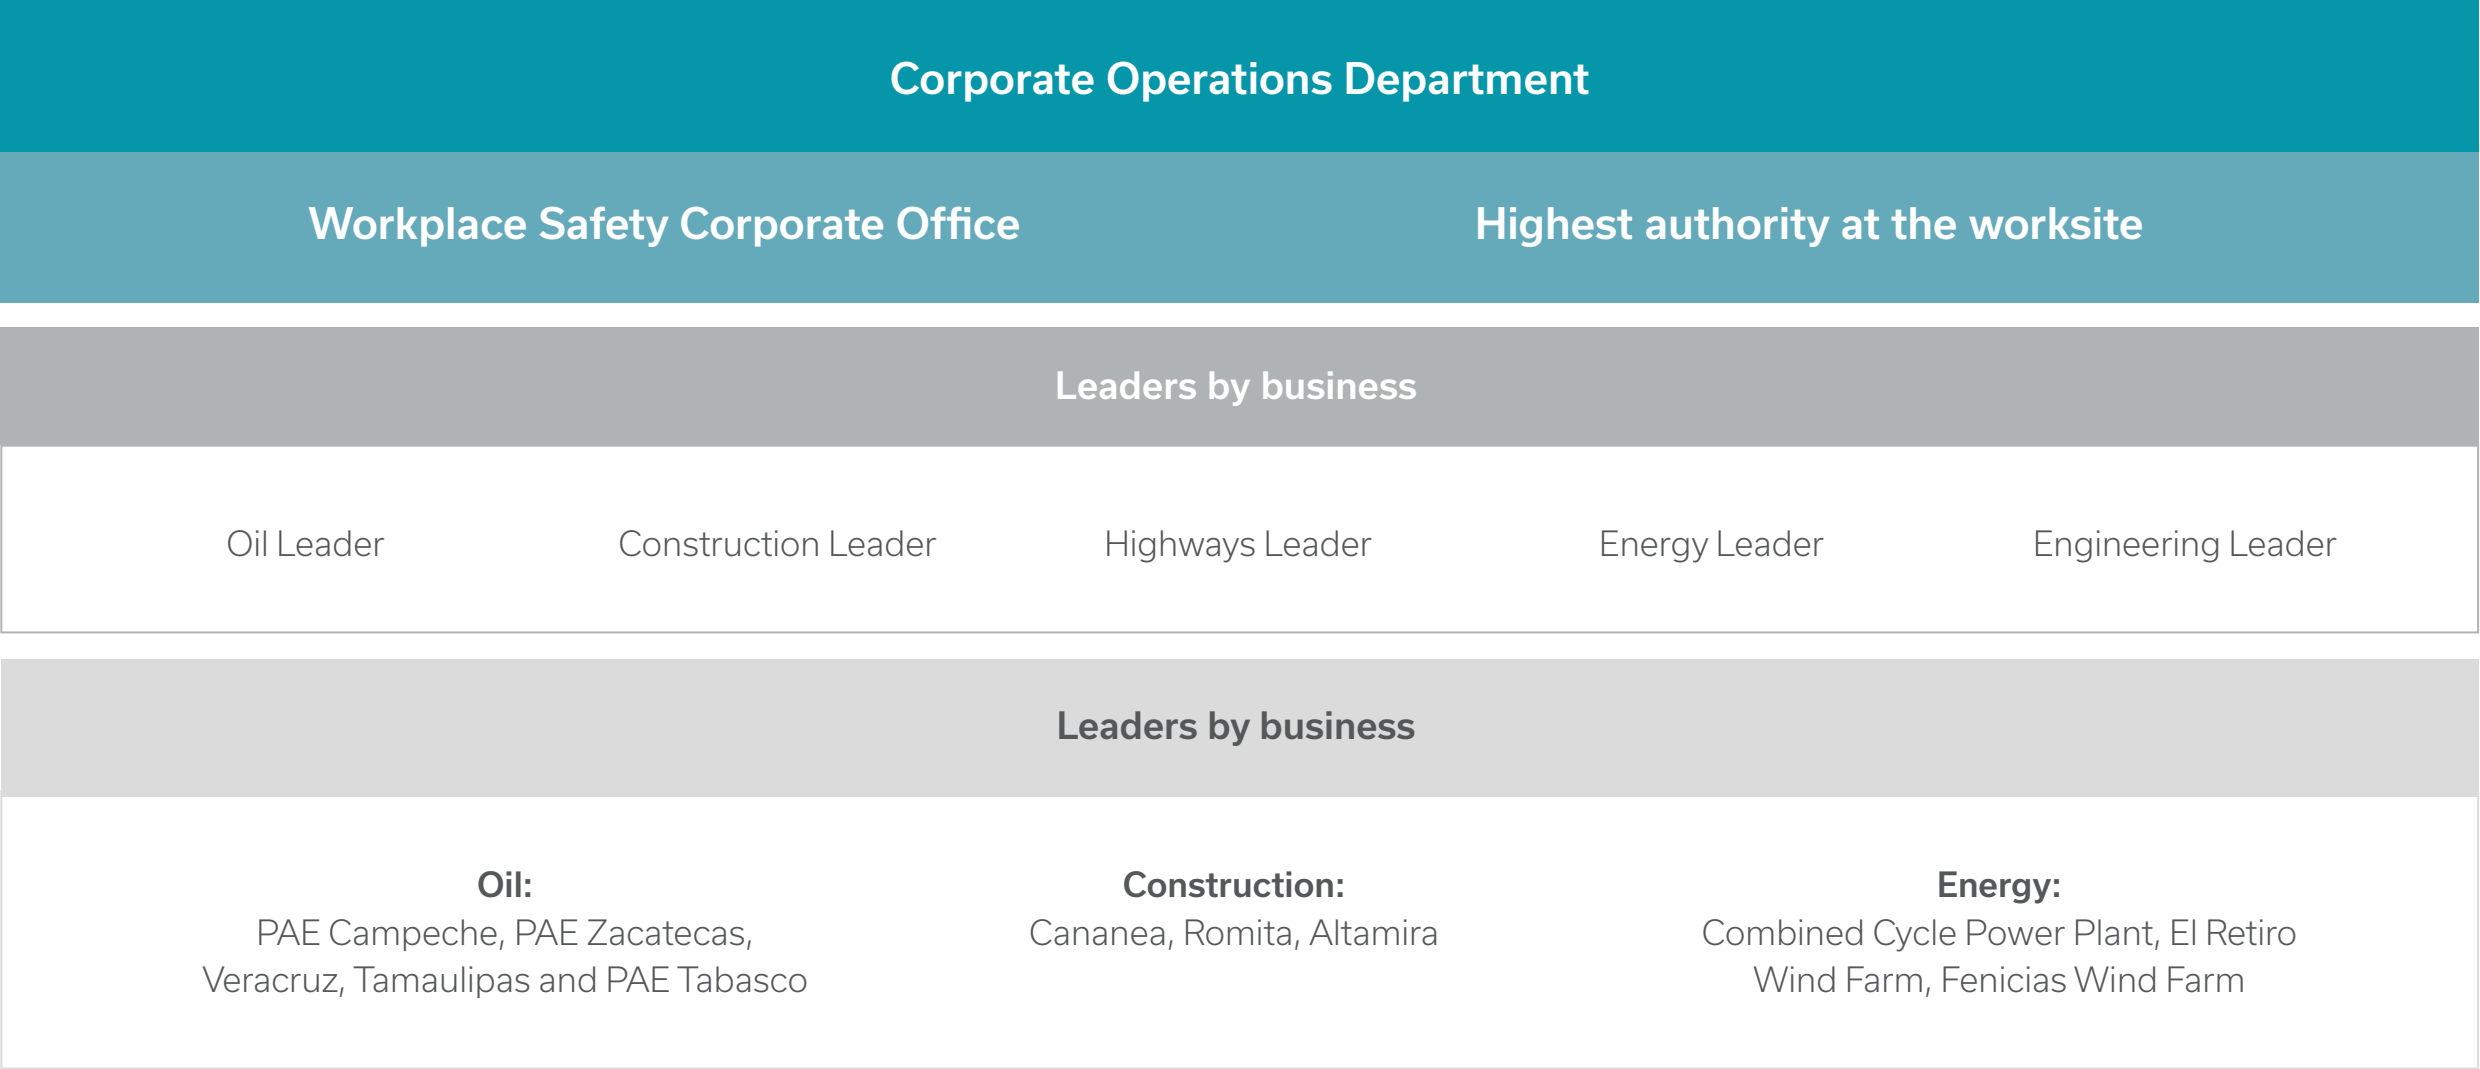 Corporate Operations Department
Workplace Safety Corporate Office
Highest authority at the worksite
Leaders by business
Oil Leader
Construction Leader
Highways Leader
Energy Leader
Engineering Leader
Leaders by business
Oil:
PAE Campeche, PAE Zacatecas,
Veracruz, Tamaulipas and PAE Tabasco
Construction:
Cananea, Romita, Altamira
Energy:
Combined Cycle Power Plant, El Retiro
Wind Farm, Fenicias Wind Farm